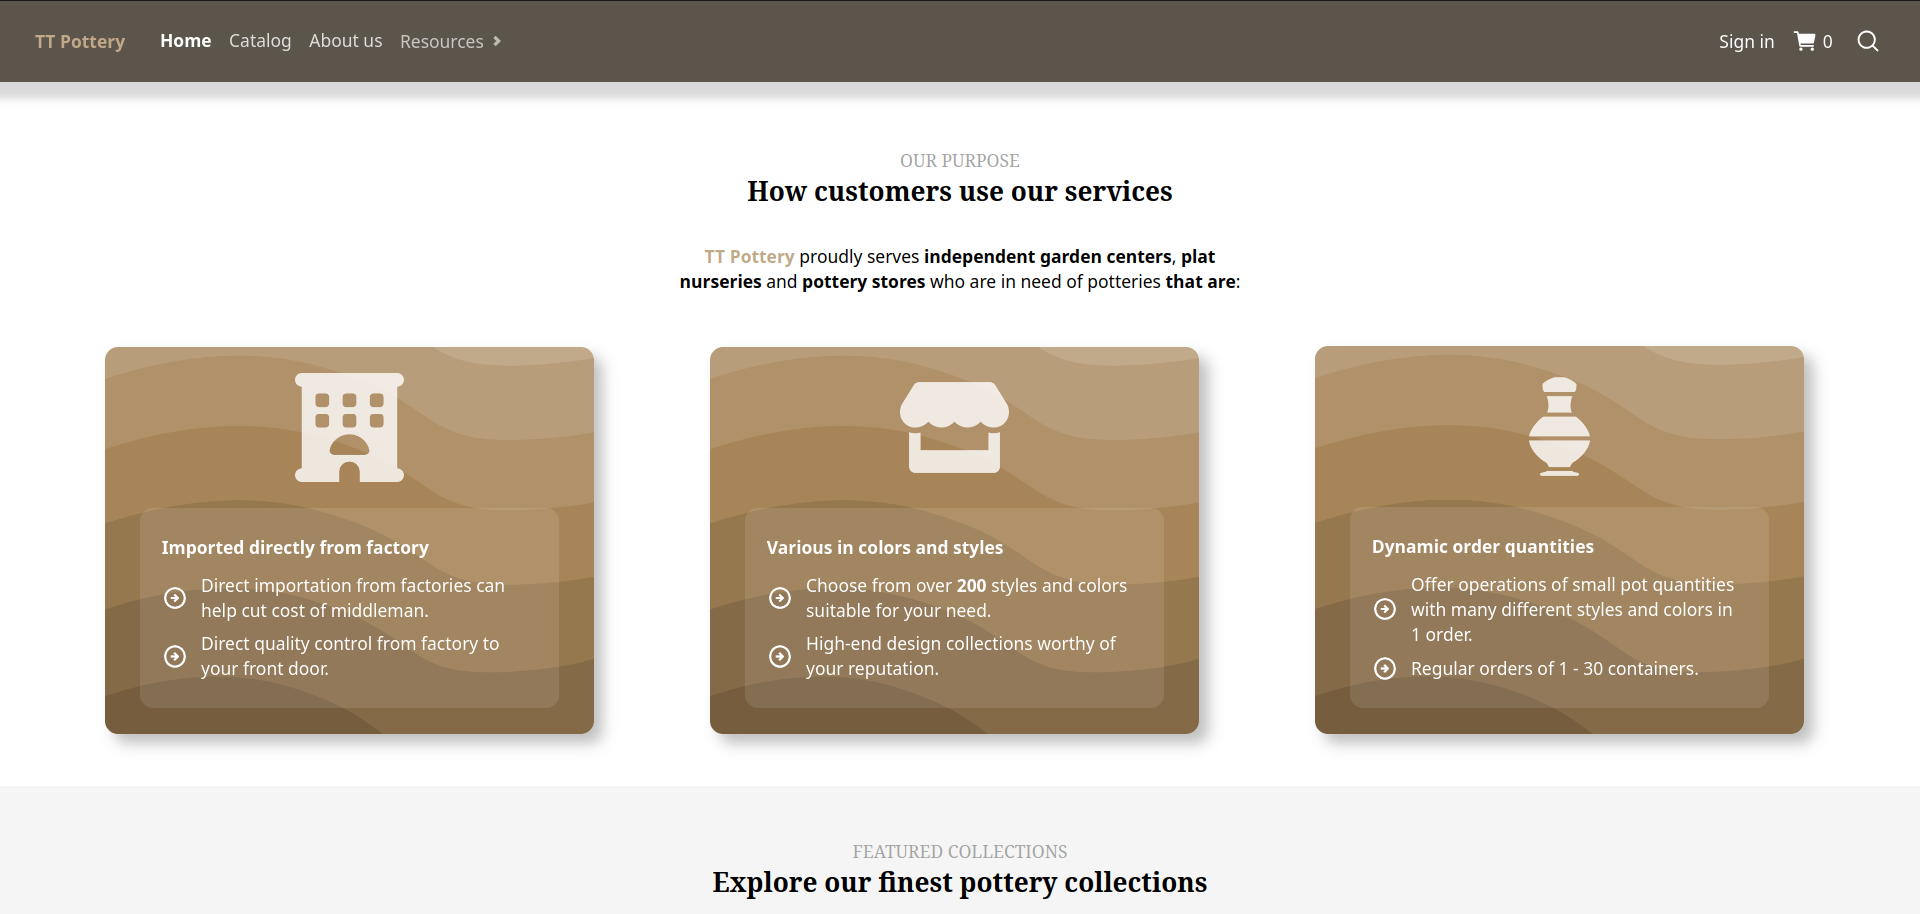 TT Pottery Home Catalog About us Resources Sign in 0
OUR PURPOSE
How customers use our services
TT Pottery proudly serves independent garden centers, plat
nurseries and pottery stores who are in need of potteries that are:
Imported directly from factory
Direct importation from factories can
help cut cost of middleman.
Direct quality control from factory to
your front door.
Various in colors and styles
Choose from over 200 styles and colors
suitable for your need.
High-end design collections worthy of
your reputation.
Dynamic order quantities
Offer operations of small pot quantities
with many different styles and colors in
1 order.
Regular orders of 1 - 30 containers.
FEATURED COLLECTIONS
Explore our finest pottery collections